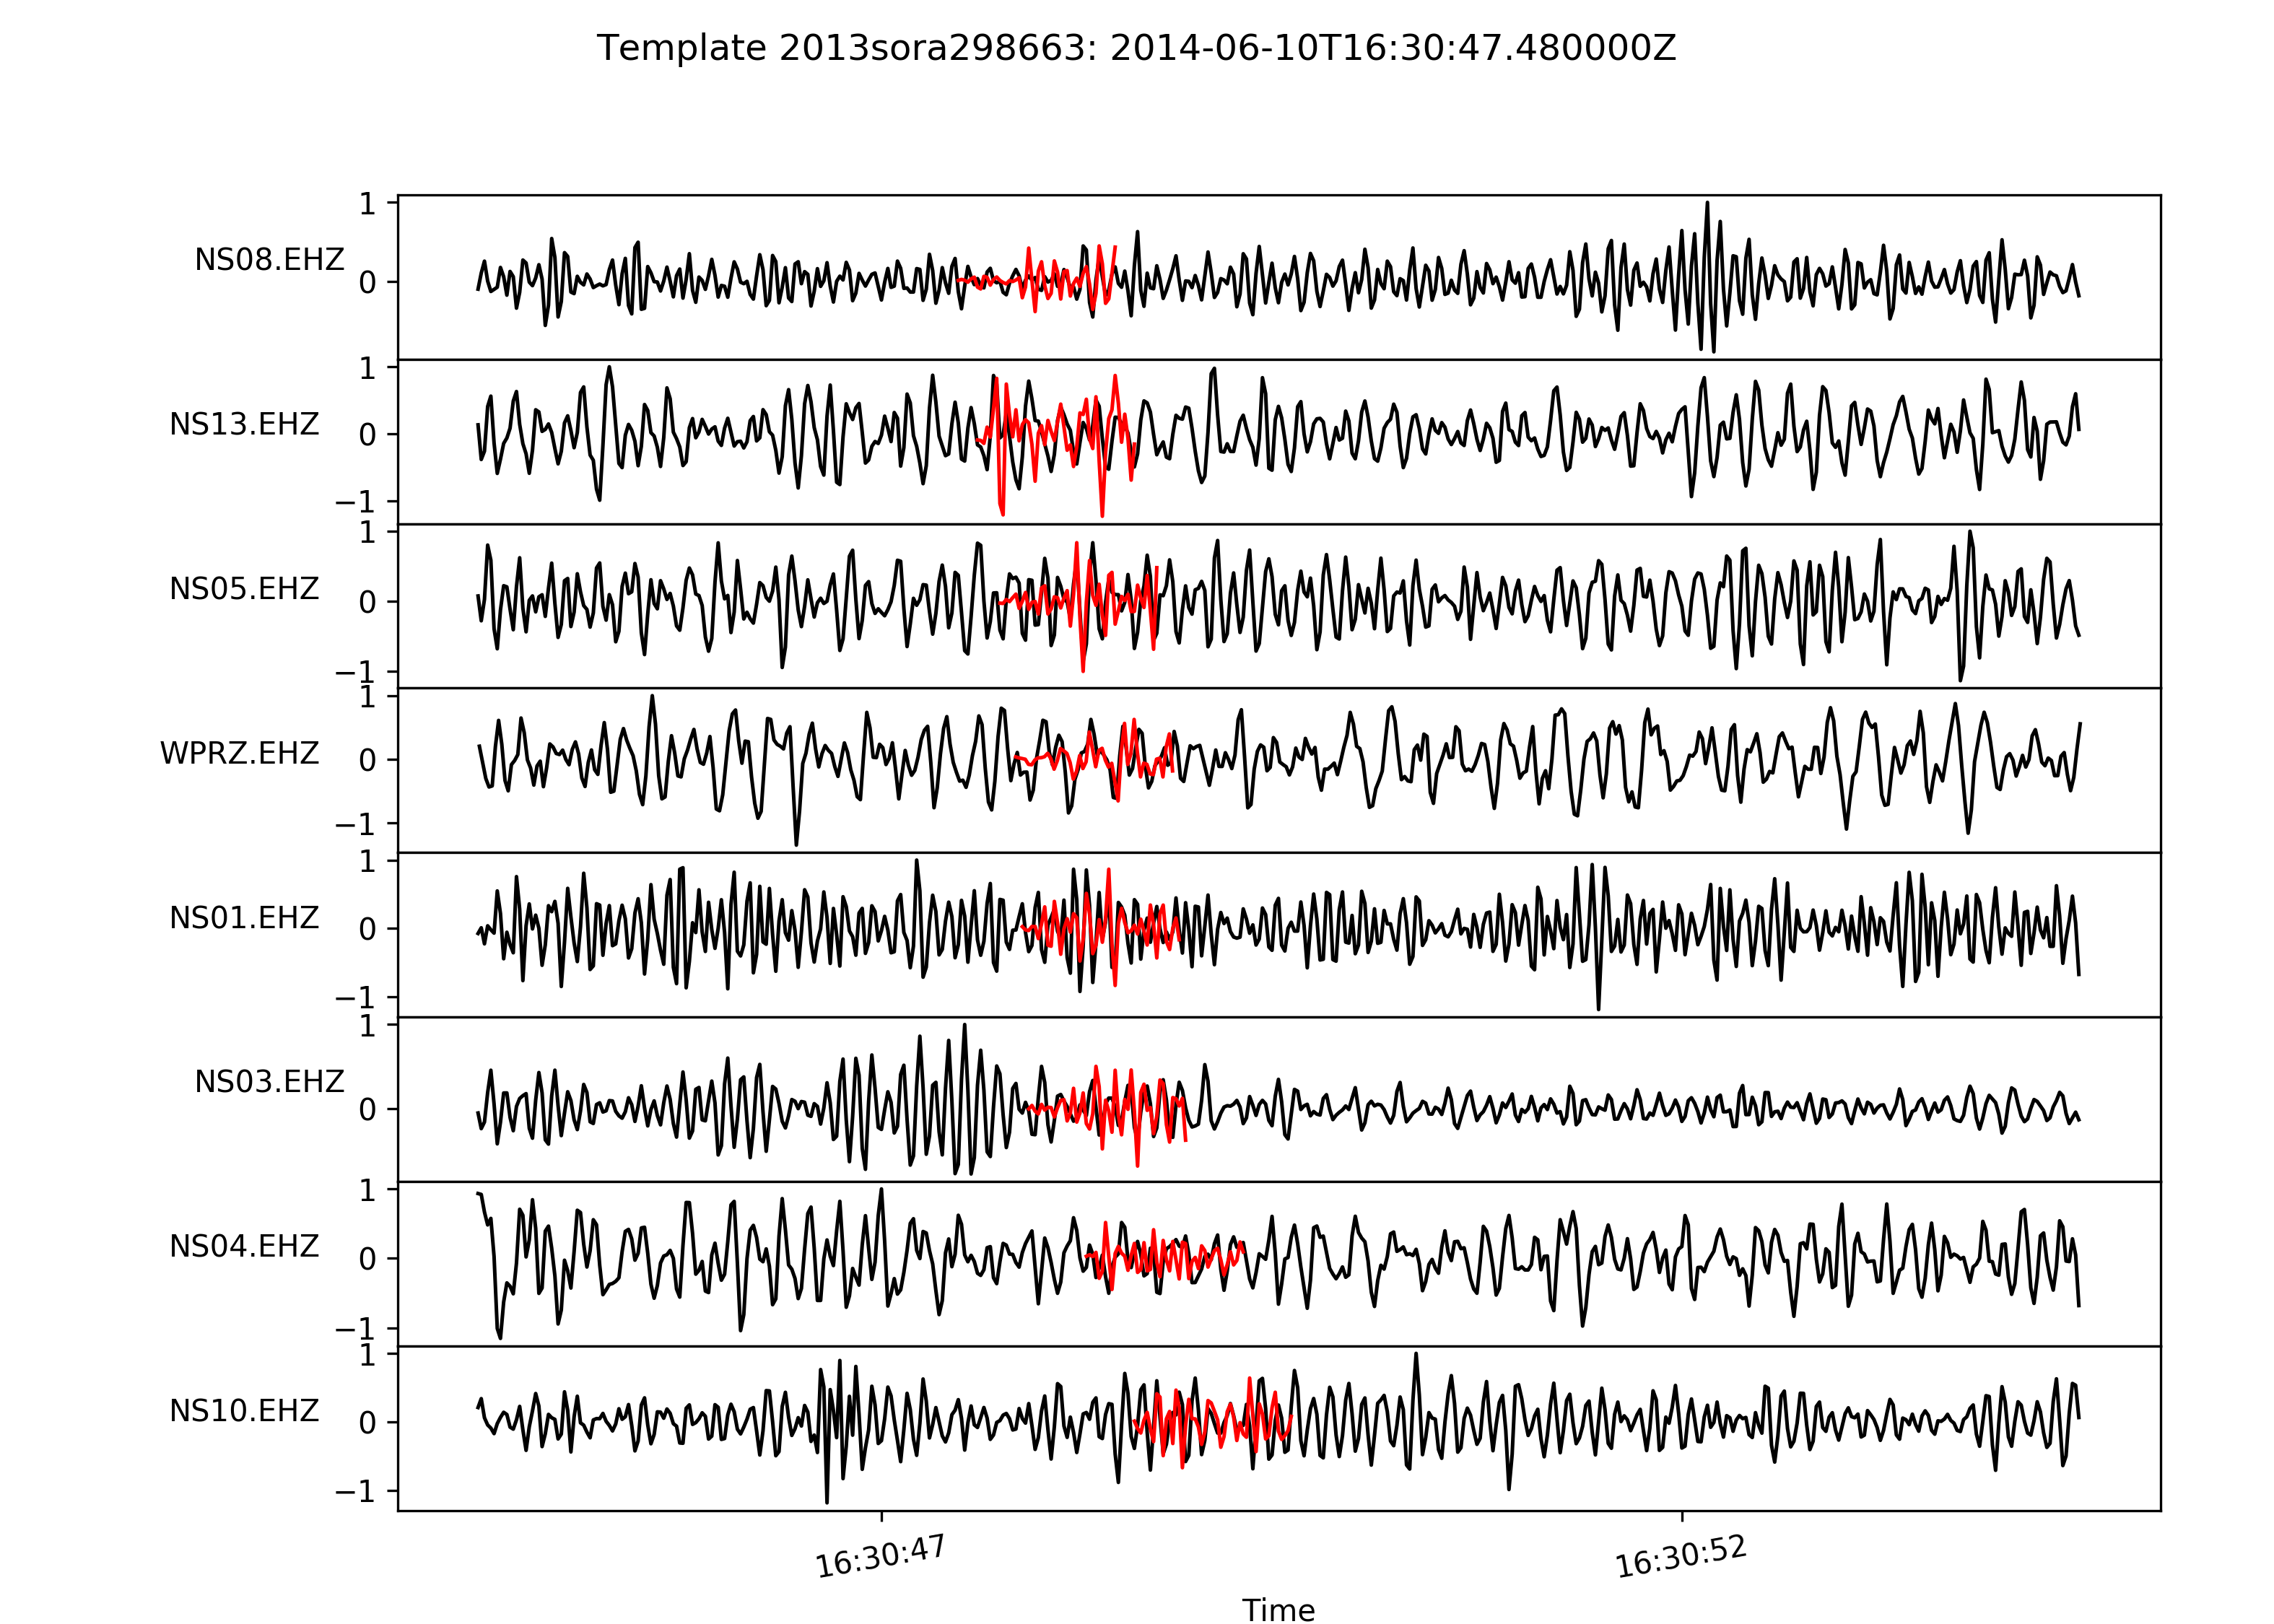 Template 2013sora298663: 2014-06-10T16:30:47.480000Z
NS08.EHZ
1
0
NS13.EHZ
1
0
−1
NS05.EHZ
1
0
−1
WPRZ.EHZ
1
0
−1
NS01.EHZ
1
0
−1
NS03.EHZ
1
0
NS04.EHZ
1
0
−1
NS10.EHZ
1
0
−1
16:30:47
16:30:52
Time